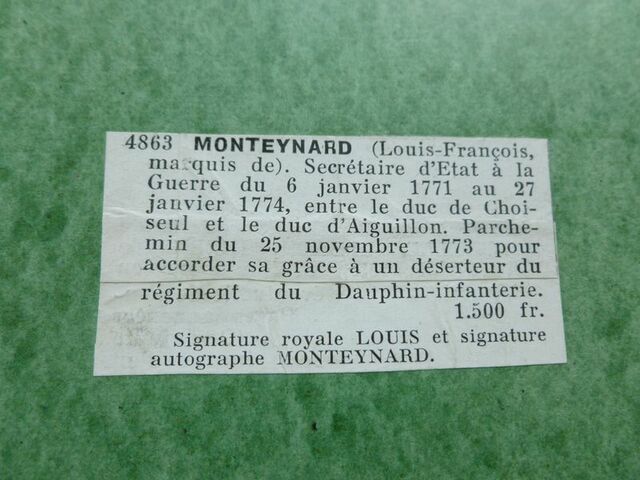 4863 MONTEYNARD (Louis-François,
marquis de). Secrétaire d'Etat à la
Guerre du 6 janvier 1771 au 27
janvier 1774, entre le duc de Choi-
seul et le duc d'Aiguillon. Parche-
min du 25 novembre 1773 pour
accorder sa grâce à un déserteur du
régiment du Dauphin-infanterie.
1.500 fr.
Signature royale LOUIS et signature
autographe MONTEYNARD.